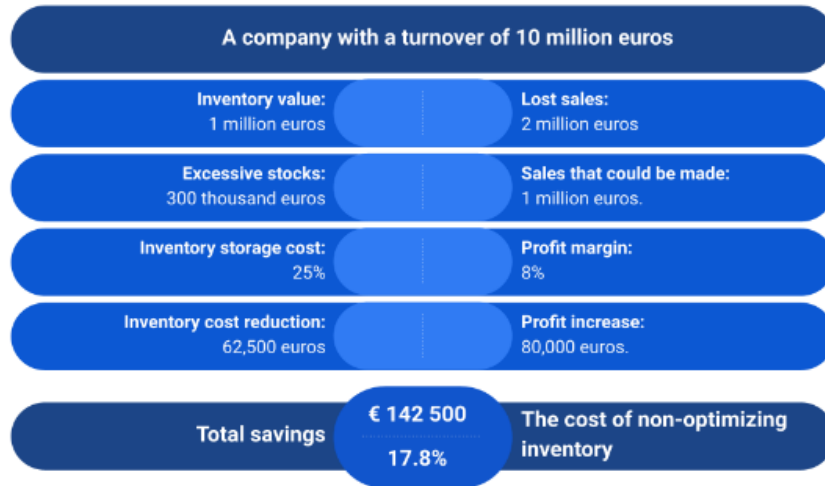 A company with a turnover of 10 million euros
Inventory value:
1 million euros
Lost sales:
2 million euros
Excessive stocks:
300 thousand euros
Sales that could be made:
1 million euros.
Inventory storage cost:
25%
Profit margin:
8%
Inventory cost reduction:
62,500 euros
Profit increase:
80,000 euros.
Total savings
€ 142 500
17.8%
The cost of non-optimizing
inventory